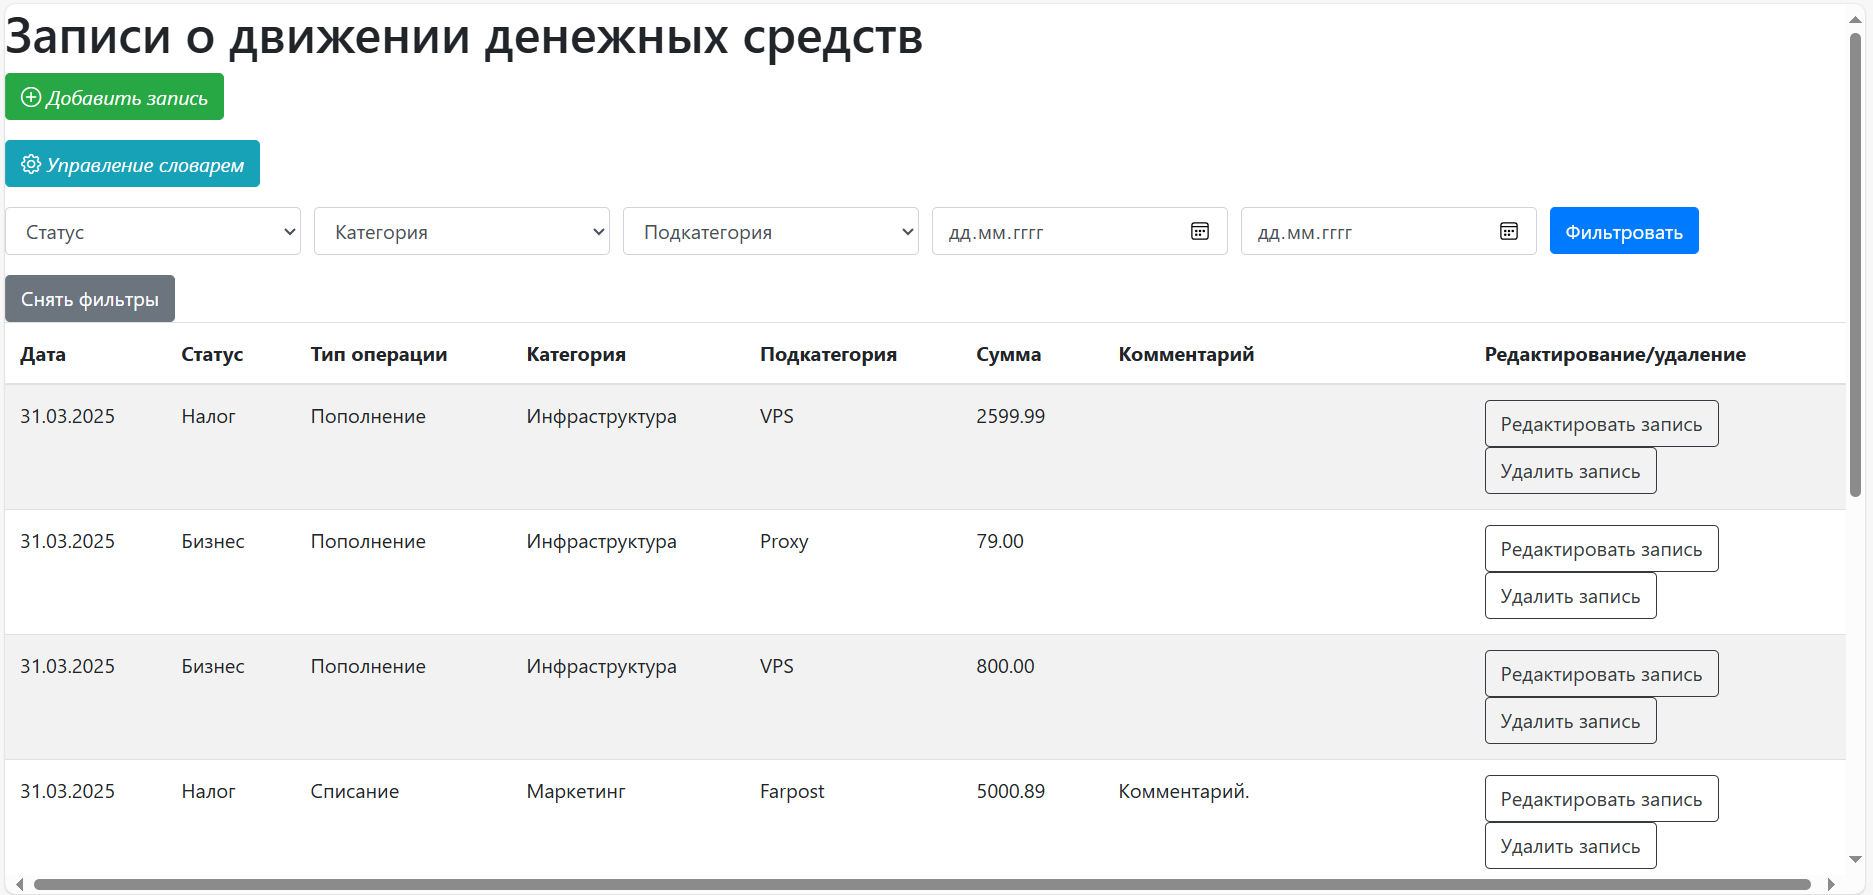 Записи о движении денежных средств
Добавить запись
Управление словарем
Статус Категория Подкатегория дд.мм.гггг дд.мм.гггг Фильтровать
Снять фильтры
Дата Статус Тип операции Категория Подкатегория Сумма Комментарий Редактирование/удаление
31.03.2025 Налог Пополнение Инфраструктура VPS 2599.99 Редактировать запись
Удалить запись
31.03.2025 Бизнес Пополнение Инфраструктура Proxy 79.00 Редактировать запись
Удалить запись
31.03.2025 Бизнес Пополнение Инфраструктура VPS 800.00 Редактировать запись
Удалить запись
31.03.2025 Налог Списание Маркетинг Farpost 5000.89 Комментарий. Редактировать запись
Удалить запись